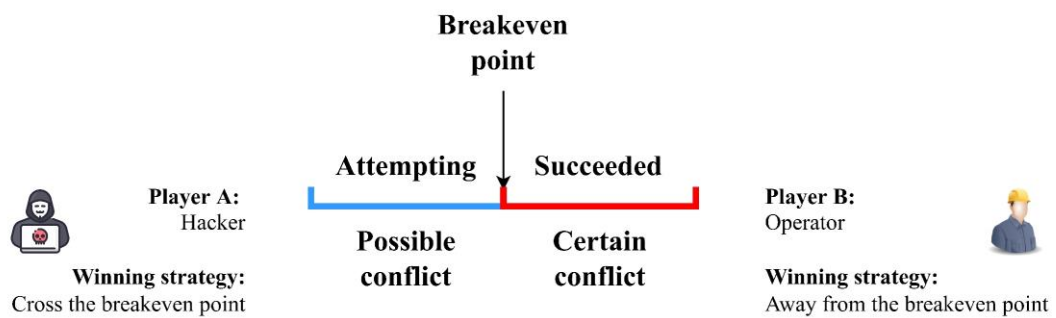 Breakeven
point
Attempting
Succeeded
Player A:
Hacker
Player B:
Operator
Possible
conflict
Certain
conflict
Winning strategy:
Cross the breakeven point
Winning strategy:
Away from the breakeven point